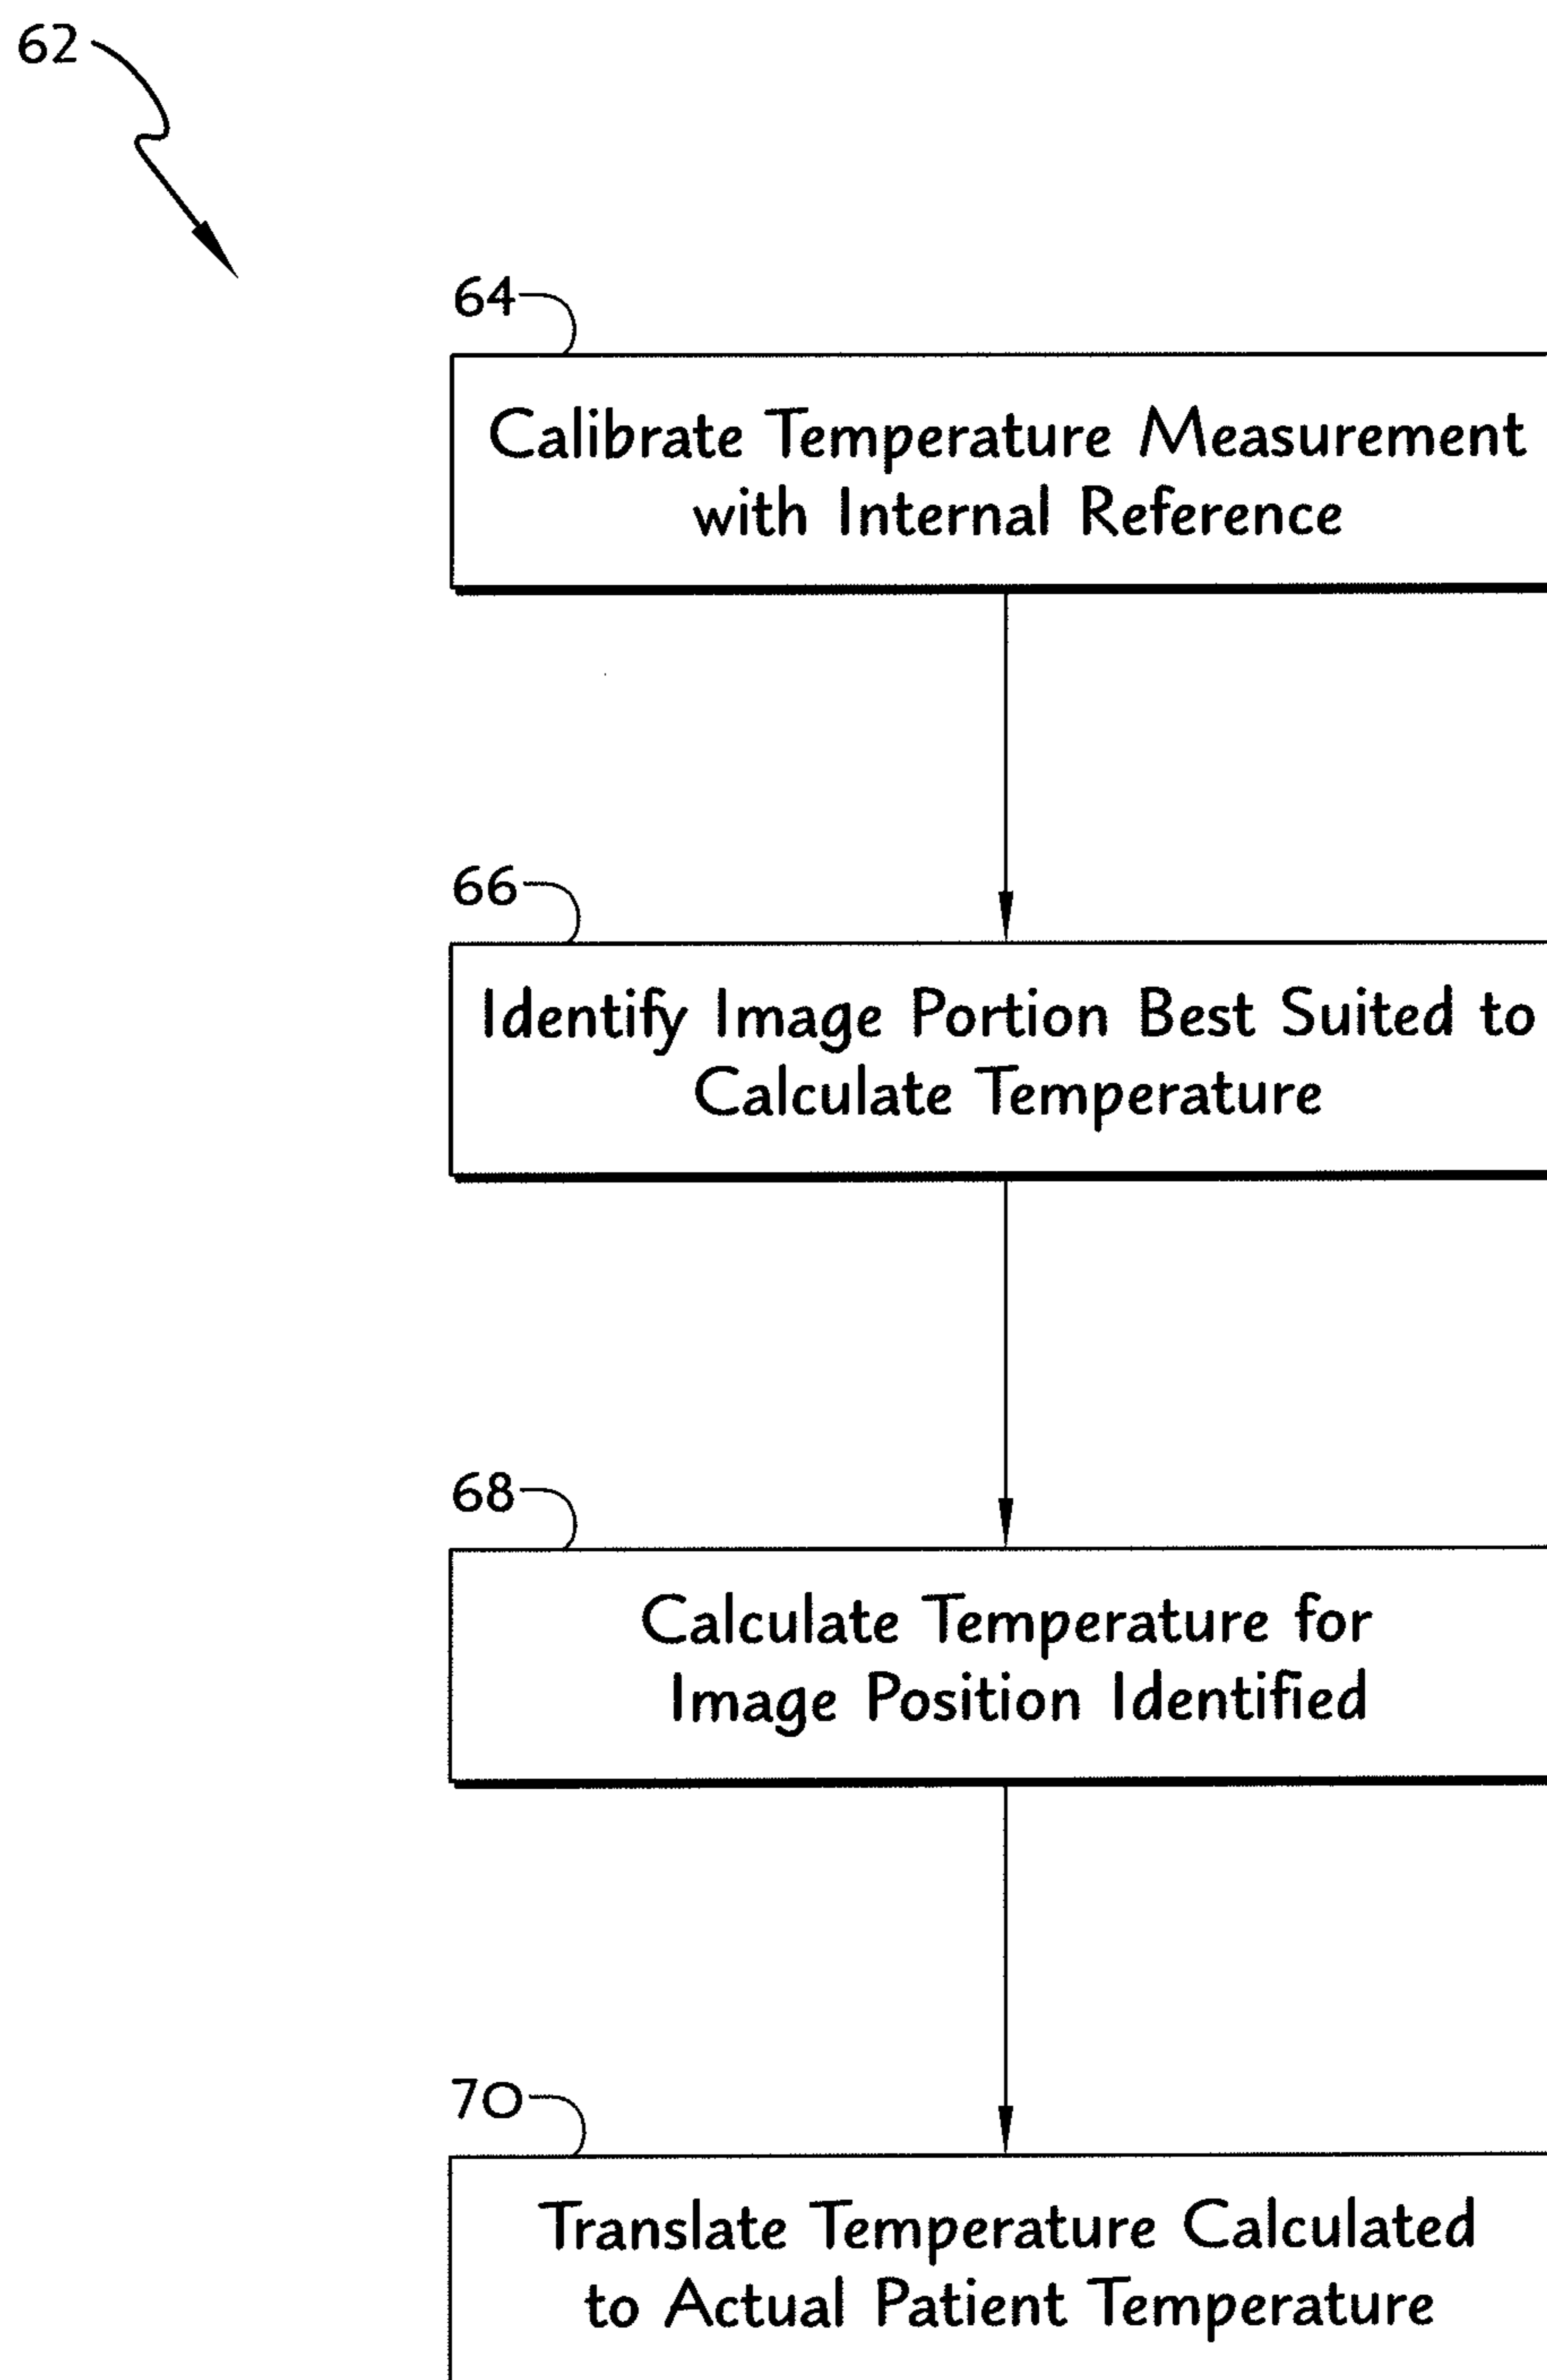 62
64
Calibrate Temperature Measurement
with Internal Reference
66
Identify Image Portion Best Suited to
Calculate Temperature
68
Calculate Temperature for
Image Position Identified
70
Translate Temperature Calculated
to Actual Patient Temperature